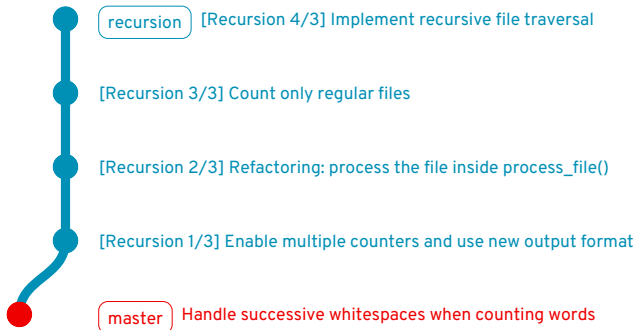 recursion [Recursion 4/3] Implement recursive file traversal
[Recursion 3/3] Count only regular files
[Recursion 2/3] Refactoring: process the file inside process_file()
[Recursion 1/3] Enable multiple counters and use new output format
master Handle successive whitespaces when counting words